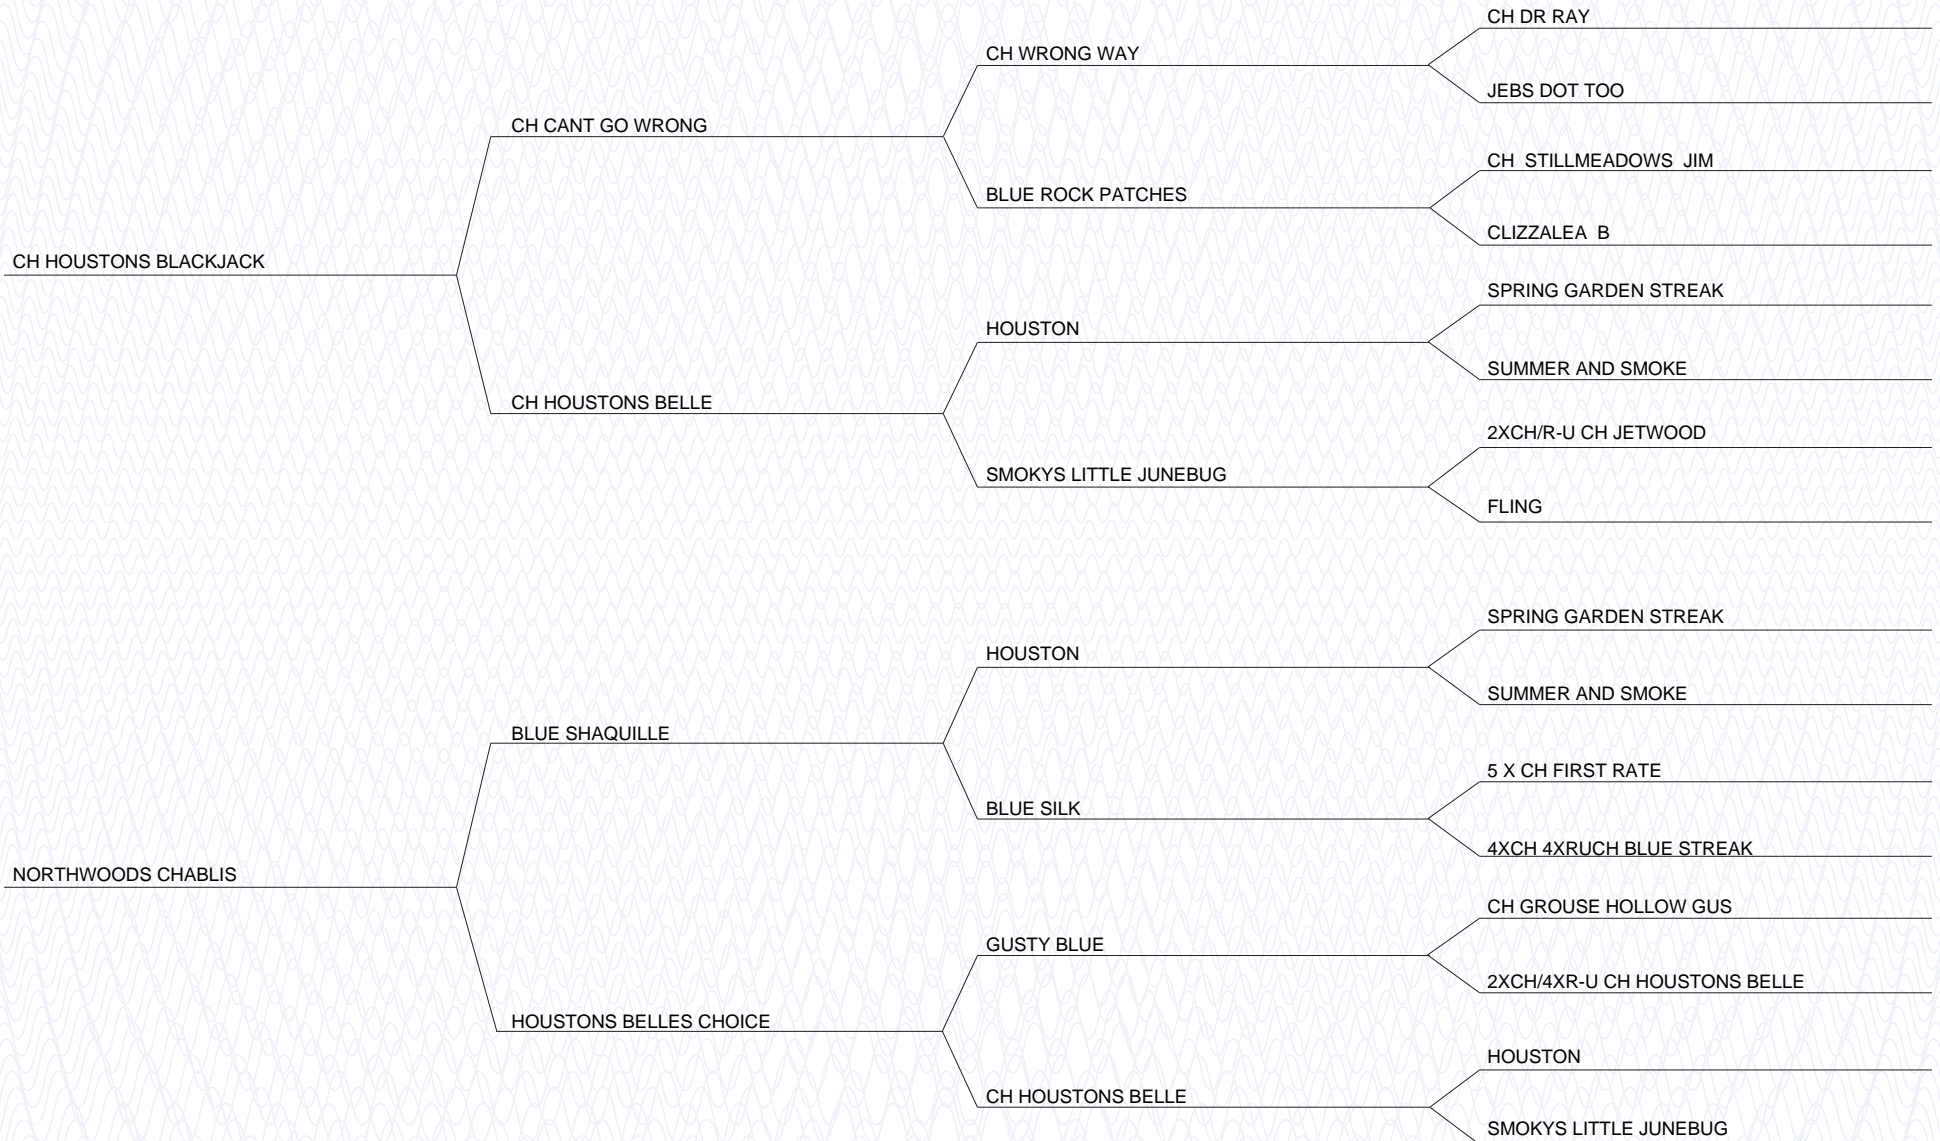 CH DR RAY
CH WRONG WAY
JEBS DOT TOO
CH CANT GO WRONG
CH  STILLMEADOWS  JIM
BLUE ROCK PATCHES
CLIZZALEA  B
CH HOUSTONS BLACKJACK
SPRING GARDEN STREAK
HOUSTON
SUMMER AND SMOKE
CH HOUSTONS BELLE
2XCH/R-U CH JETWOOD
SMOKYS LITTLE JUNEBUG
FLING
SPRING GARDEN STREAK
HOUSTON
SUMMER AND SMOKE
BLUE SHAQUILLE
5 X CH FIRST RATE
BLUE SILK
4XCH 4XRUCH BLUE STREAK
NORTHWOODS CHABLIS
CH GROUSE HOLLOW GUS
GUSTY BLUE
2XCH/4XR-U CH HOUSTONS BELLE
HOUSTONS BELLES CHOICE
HOUSTON
CH HOUSTONS BELLE
SMOKYS LITTLE JUNEBUG